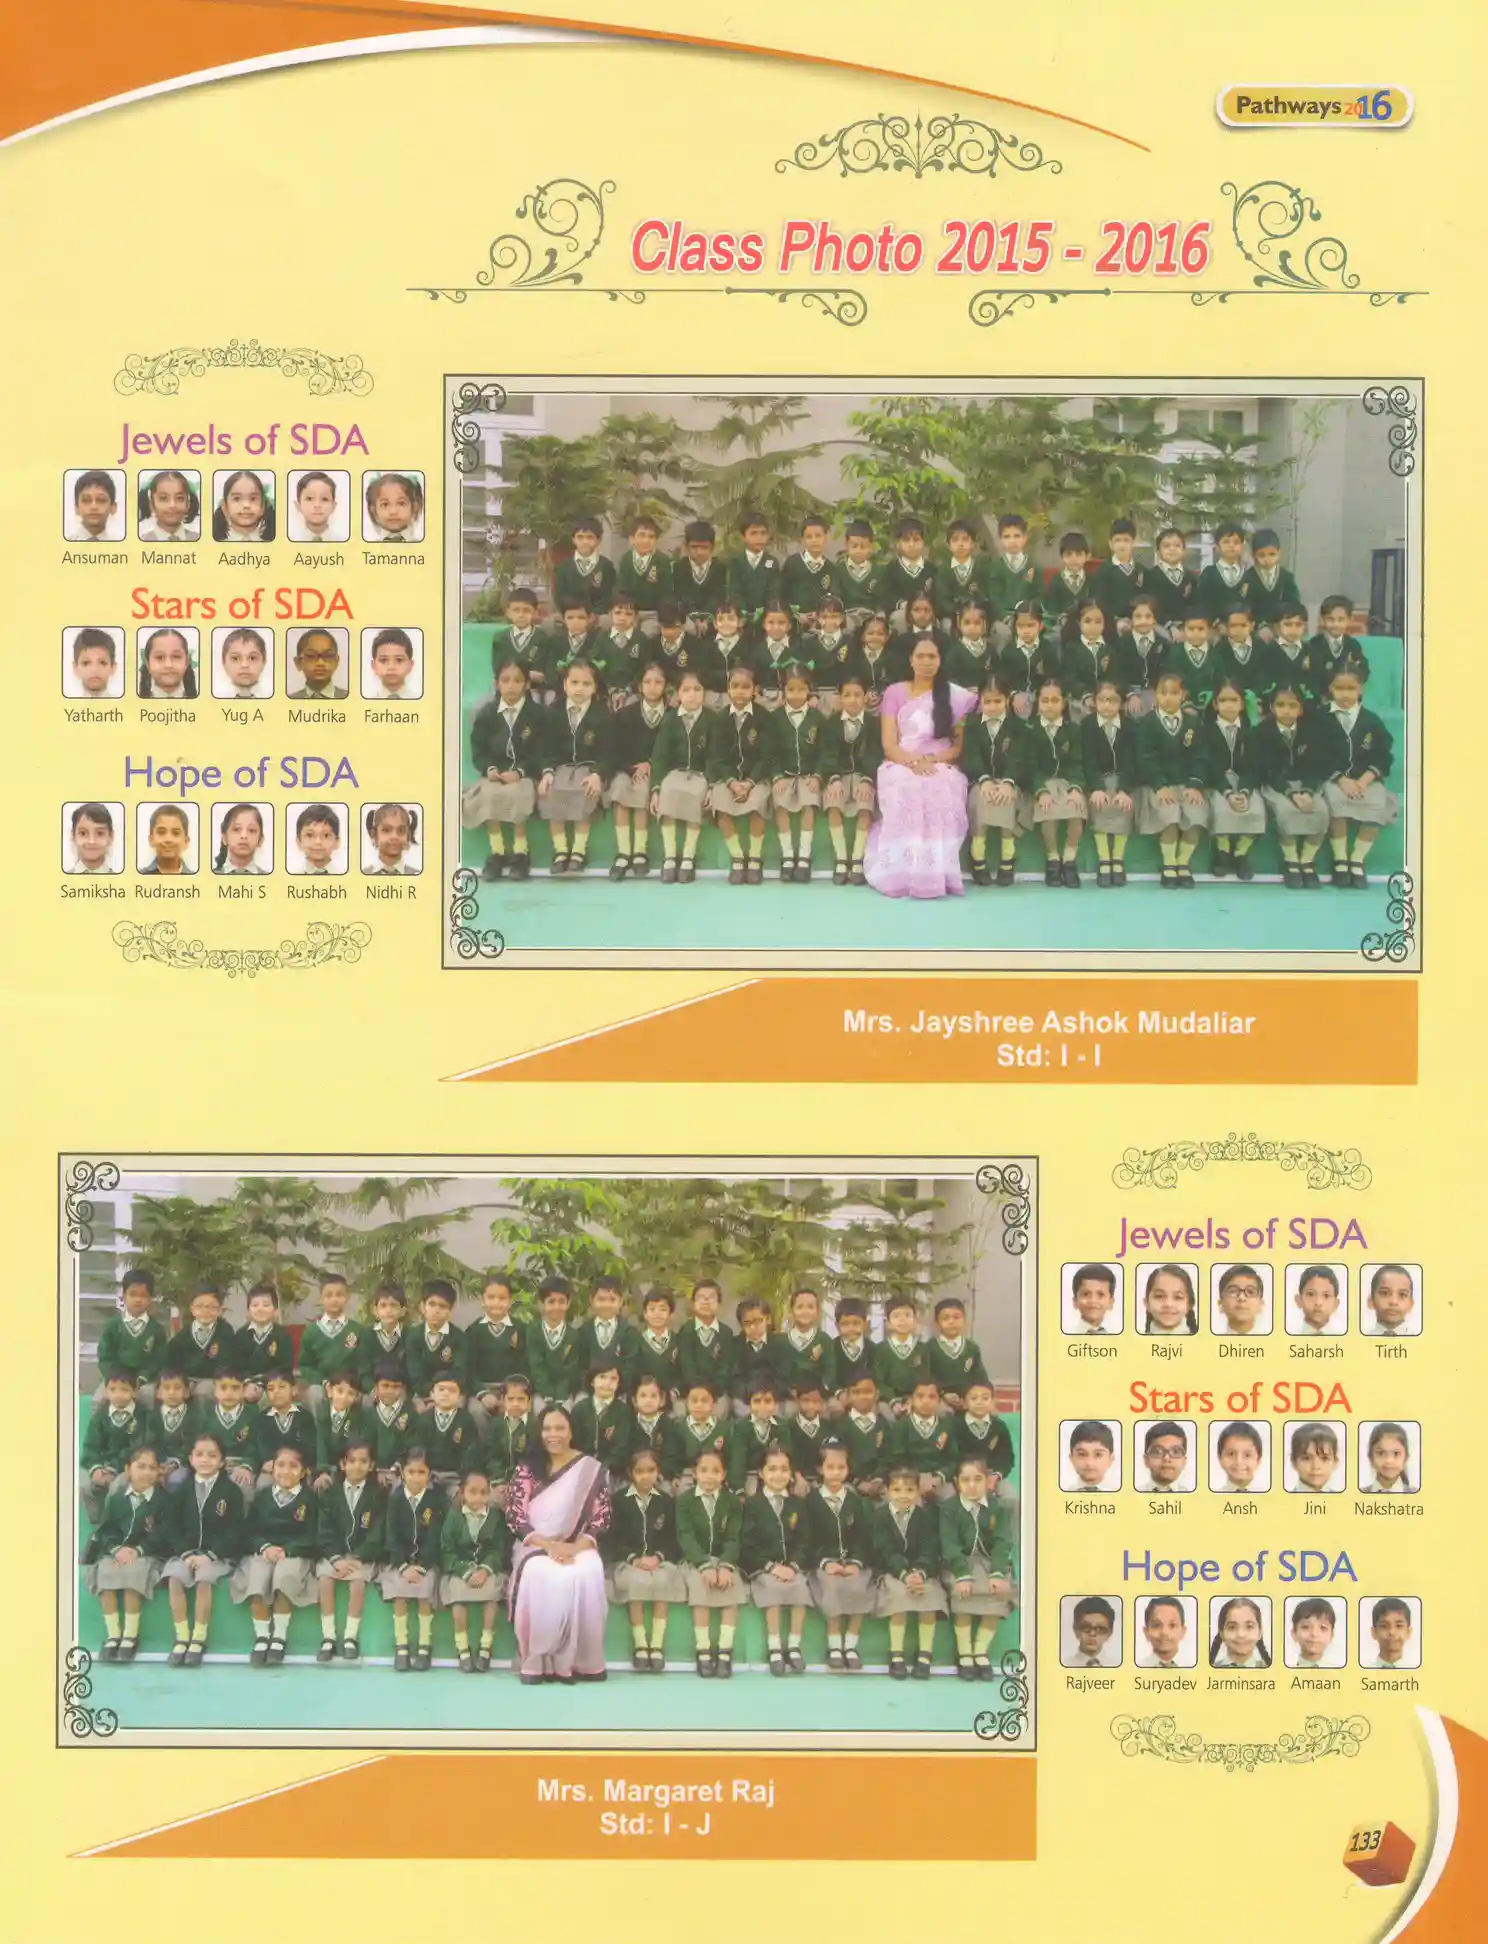 Pathways 2016
Class Photo 2015 - 2016
Jewels of SDA
Ansuman Mannat Aadhya Aayush Tamanna
Stars of SDA
Yatharth Poojitha Yug A Mudrika Farhaan
Hope of SDA
Samiksha Rudransh Mahi S Rushabh Nidhi R
Mrs. Jayshree Ashok Mudaliar
Std: I - I
Jewels of SDA
Giftson Rajvi Dhiren Saharsh Tirth
Stars of SDA
Krishna Sahil Ansh Jini Nakshatra
Hope of SDA
Rajveer Suryadev Jarminsara Amaan Samarth
Mrs. Margaret Raj
Std: I - J
133